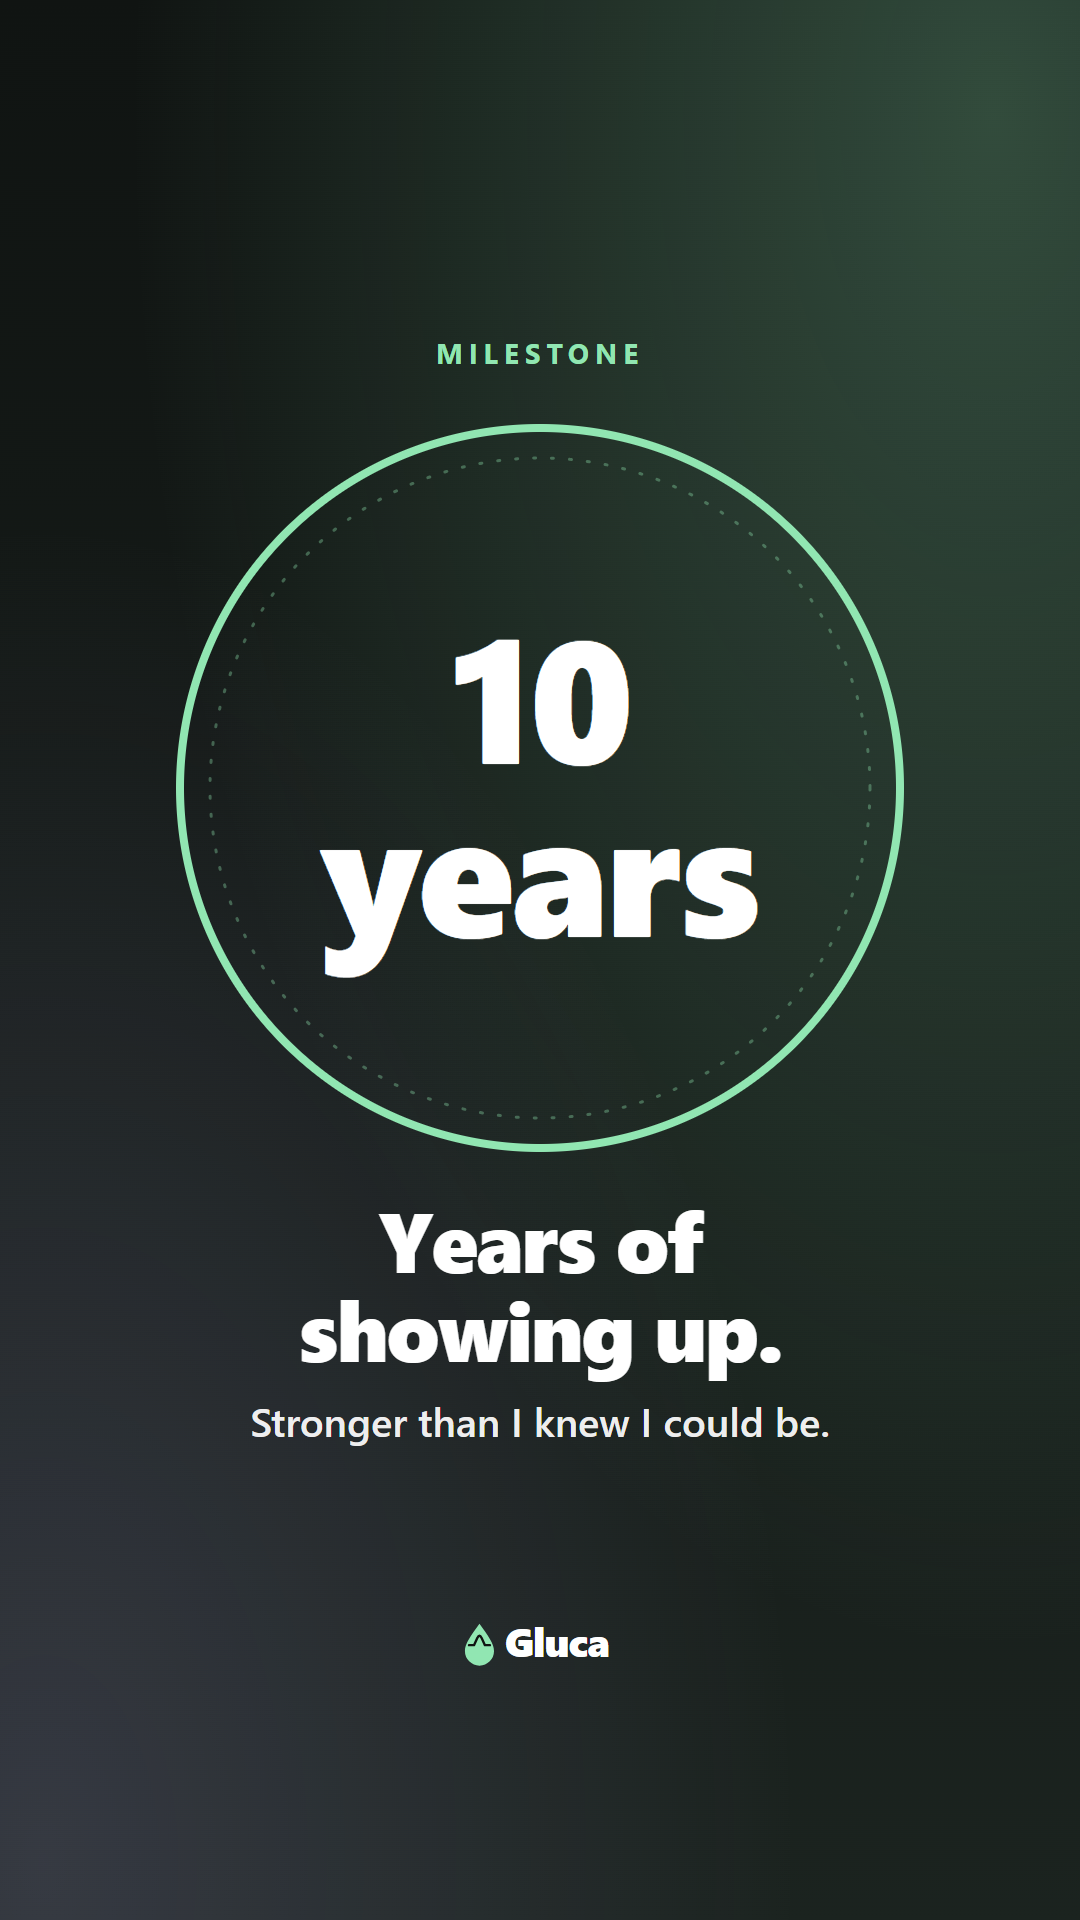 MILESTONE
10
years
Years of
showing up.
Stronger than I knew I could be.
Gluca